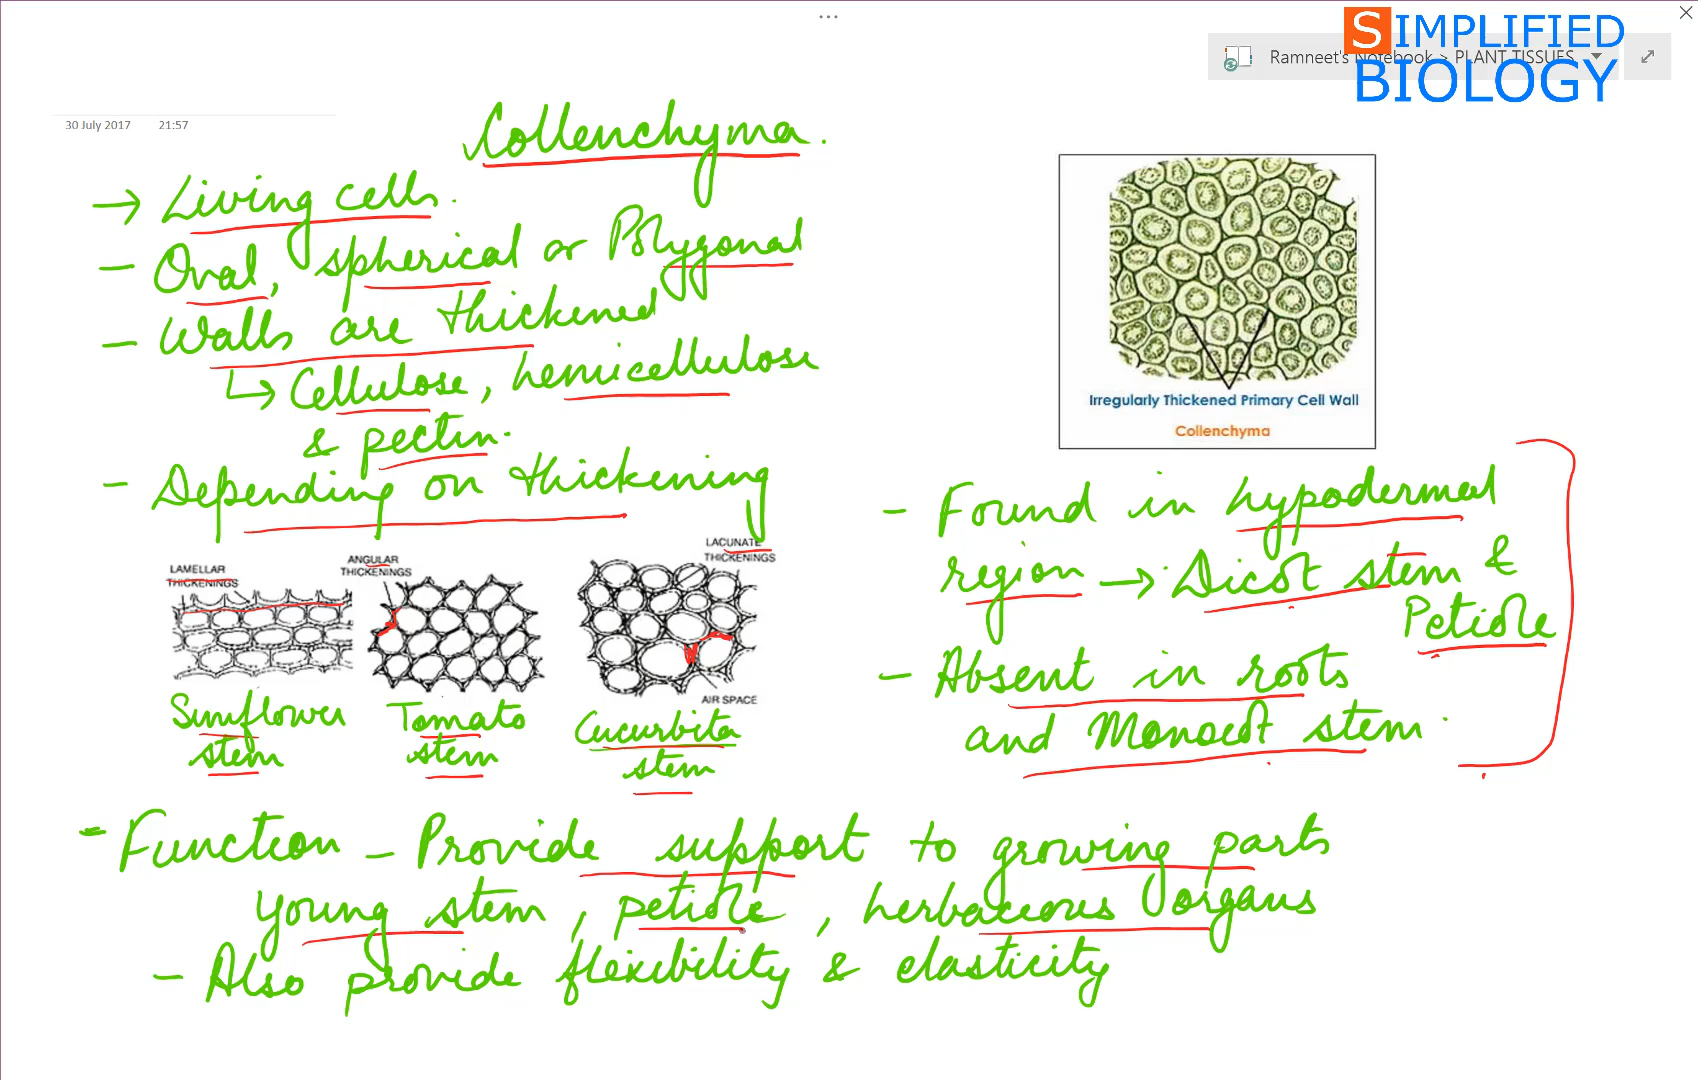 SIMPLIFIED
BIOLOGY
Ramneet's Notebook > PLANT TISSUES
30 July 2017 21:57
Collenchyma.
→ Living cells.
- Oval, spherical or Polygonal
- Walls are thickened
↳ Cellulose, hemicellulose
& pectin.
- Depending on thickening
LAMELLAR
THICKENINGS
ANGULAR
THICKENINGS
LACUNATE
THICKENINGS
AIR SPACE
Sunflower
stem
Tomato
stem
Cucurbita
stem
Irregularly Thickened Primary Cell Wall
Collenchyma
- Found in hypodermal
region → Dicot stem &
Petiole
- Absent in roots
and Monocot stem.
- Function - Provide support to growing parts
young stem, petiole, herbaceous organs
- Also provide flexibility & elasticity